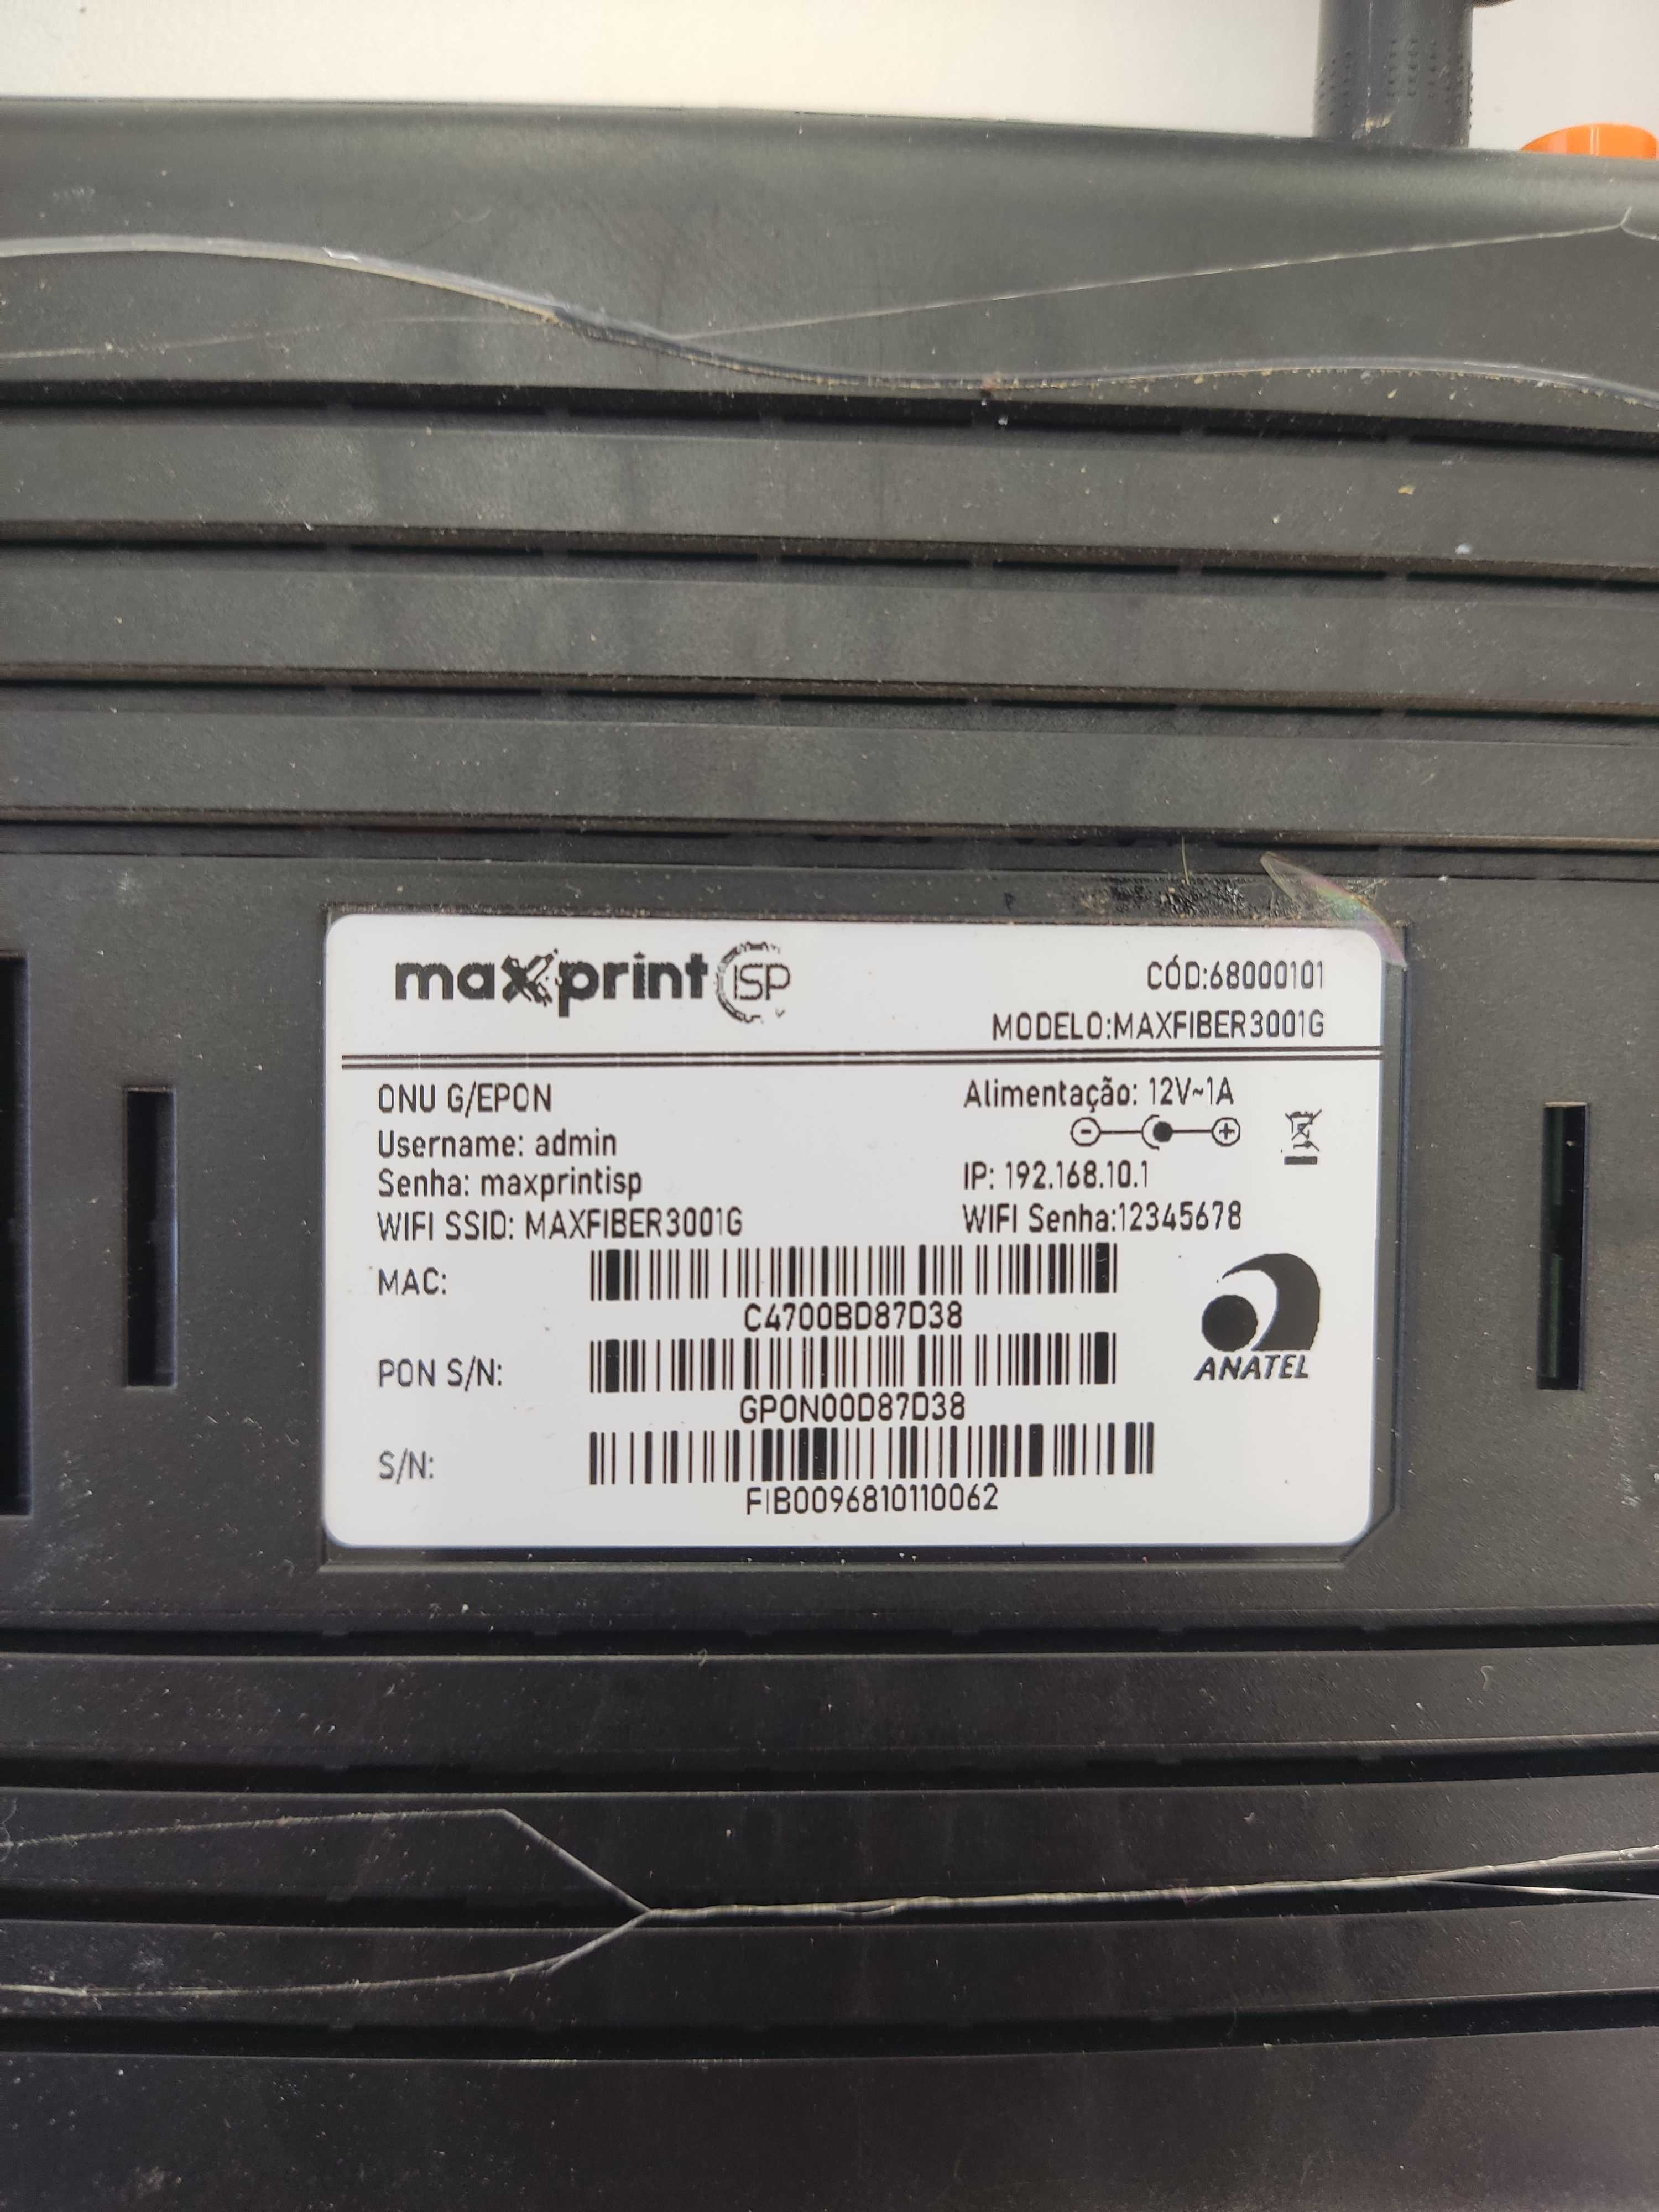 maxprint ISP
CÓD:68000101
MODELO:MAXFIBER3001G
ONU G/EPON
Alimentação: 12V~1A
Username: admin
Senha: maxprintisp
IP: 192.168.10.1
WIFI SSID: MAXFIBER3001G
WIFI Senha:12345678
MAC:
C4700BD87D38
PON S/N:
GPON00D87D38
ANATEL
S/N:
FIB0096810110062